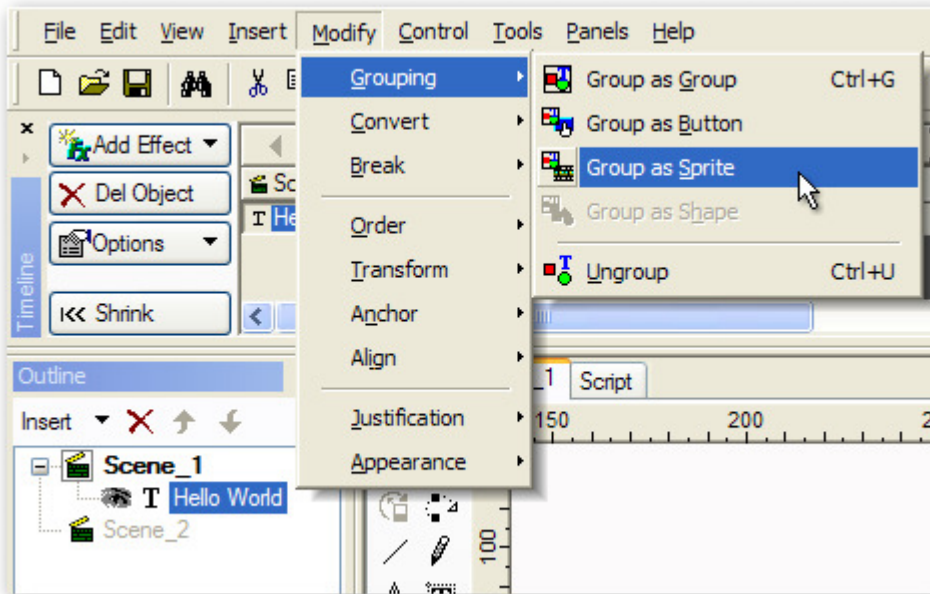 File Edit View Insert Modify Control Tools Panels Help
Grouping
Convert
Break
Order
Transform
Anchor
Align
Justification
Appearance
Group as Group Ctrl+G
Group as Button
Group as Sprite
Group as Shape
Ungroup Ctrl+U
Timeline
Add Effect
Del Object
Options
Shrink
Outline
Insert
Scene_1
T Hello World
Scene_2
Script
150 200
100